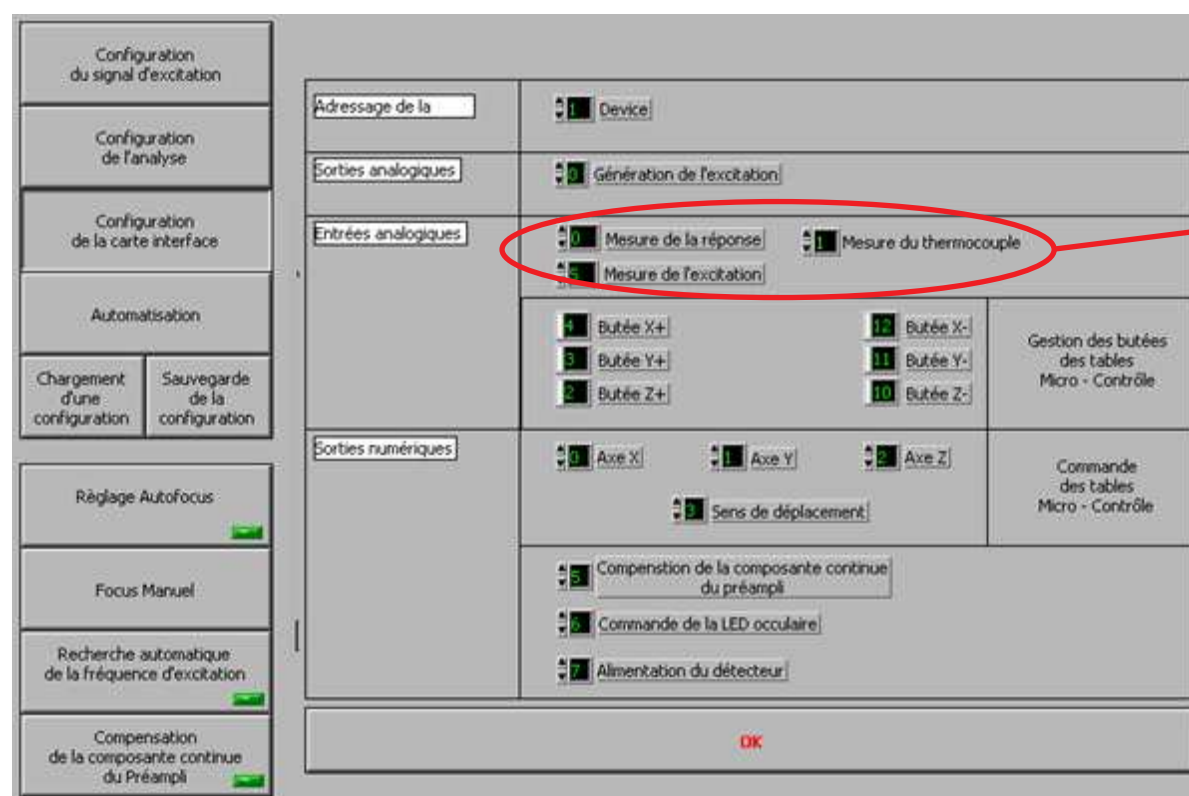 Configuration
du signal d'excitation
Configuration
de l'analyse
Configuration
de la carte interface
Automatisation
Chargement
d'une
configuration
Sauvegarde
de la
configuration
Règlage Autofocus
Focus Manuel
Recherche automatique
de la fréquence d'excitation
Compensation
de la composante continue
du Préampli
Adressage de la
1 Device
Sorties analogiques
0 Génération de l'excitation
Entrées analogiques
0 Mesure de la réponse
1 Mesure du thermocouple
5 Mesure de l'excitation
4 Butée X+
12 Butée X-
3 Butée Y+
11 Butée Y-
2 Butée Z+
10 Butée Z-
Gestion des butées
des tables
Micro - Contrôle
Sorties numériques
0 Axe X
1 Axe Y
2 Axe Z
3 Sens de déplacement
Commande
des tables
Micro - Contrôle
5 Compenstion de la composante continue
du préampli
6 Commande de la LED occulaire
7 Alimentation du détecteur
OK